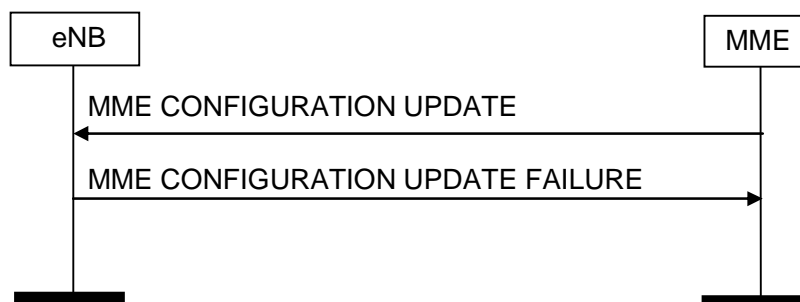 eNB
MME
MME CONFIGURATION UPDATE
MME CONFIGURATION UPDATE FAILURE